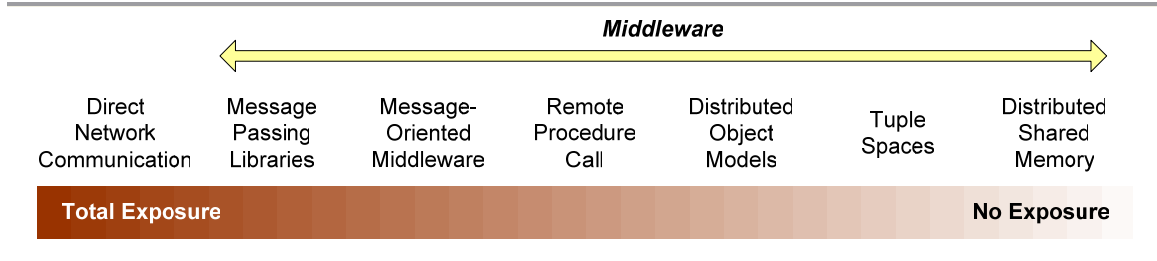 Middleware
Direct
Network
Communication
Message
Passing
Libraries
Message-
Oriented
Middleware
Remote
Procedure
Call
Distributed
Object
Models
Tuple
Spaces
Distributed
Shared
Memory
Total Exposure
No Exposure